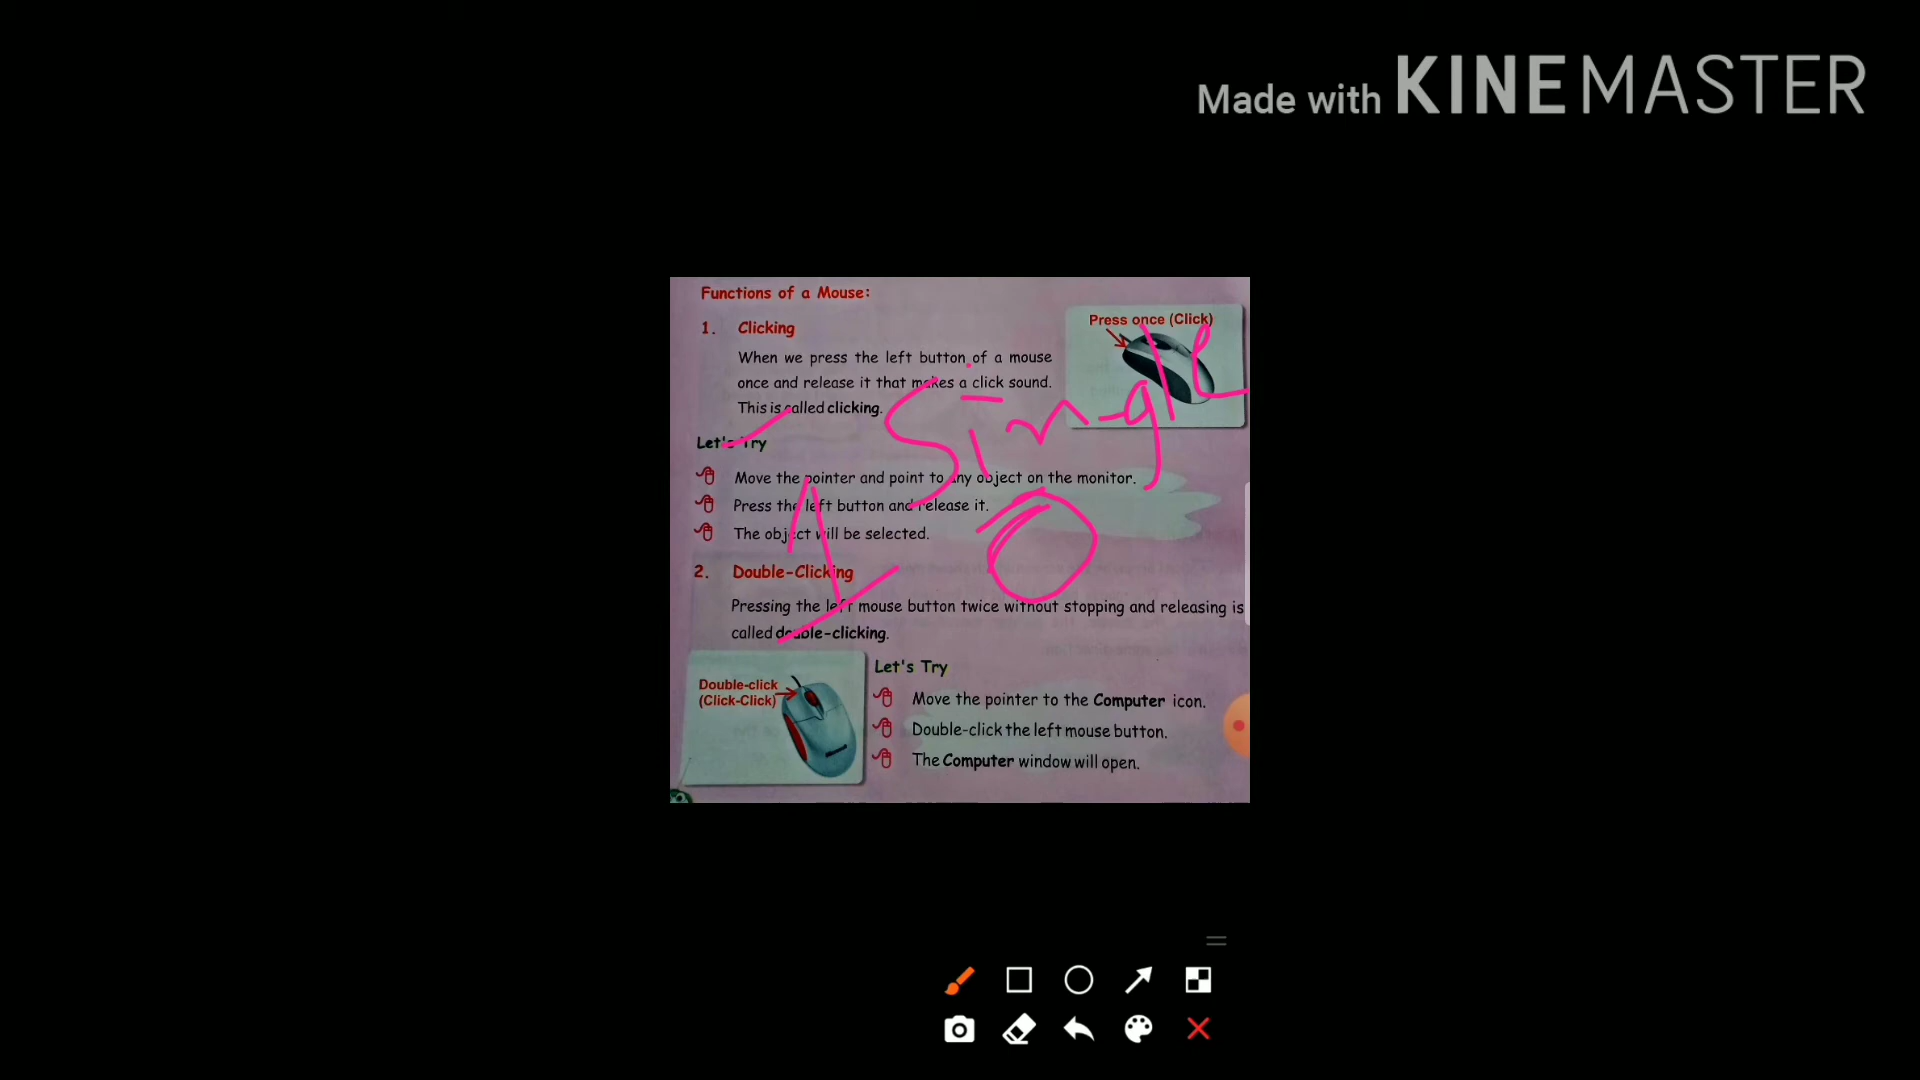 Made with KINEMASTER
Functions of a Mouse:
1. Clicking
When we press the left button of a mouse
once and release it that makes a click sound.
This is called clicking.
Press once (Click)
Single
Let's Try
Move the pointer and point to any object on the monitor.
Press the left button and release it.
The object will be selected.
1
2. Double-Clicking
Pressing the left mouse button twice without stopping and releasing is
called double-clicking.
Double-click
(Click-Click)
Let's Try
Move the pointer to the Computer icon.
Double-click the left mouse button.
The Computer window will open.